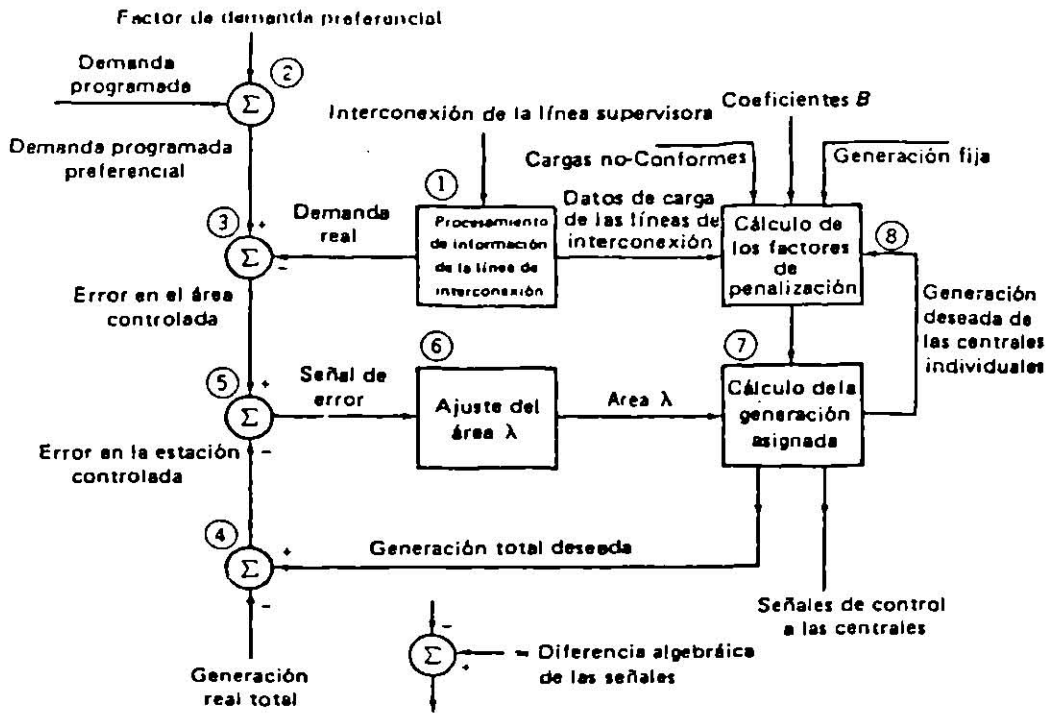 Factor de demanda preferencial
Demanda
programada
2
Σ
Demanda programada
preferencial
Interconexión de la línea supervisora
Coeficientes B
Cargas no-Conformes
Generación fija
1
Procesamiento
de información
de la línea de
interconexión
Demanda
real
Datos de carga
de las líneas de
interconexión
Cálculo de
los factores
de
penalización
8
3
+
Σ
−
Error en el área
controlada
Generación
deseada de
las centrales
individuales
5
+
Σ
−
Señal de
error
6
Ajuste del
área λ
Area λ
7
Cálculo de la
generación
asignada
Error en la estación
controlada
4
+
Σ
−
Generación total deseada
Señales de control
a las centrales
Generación
real total
−
Σ
+
= Diferencia algebráica
de las señales